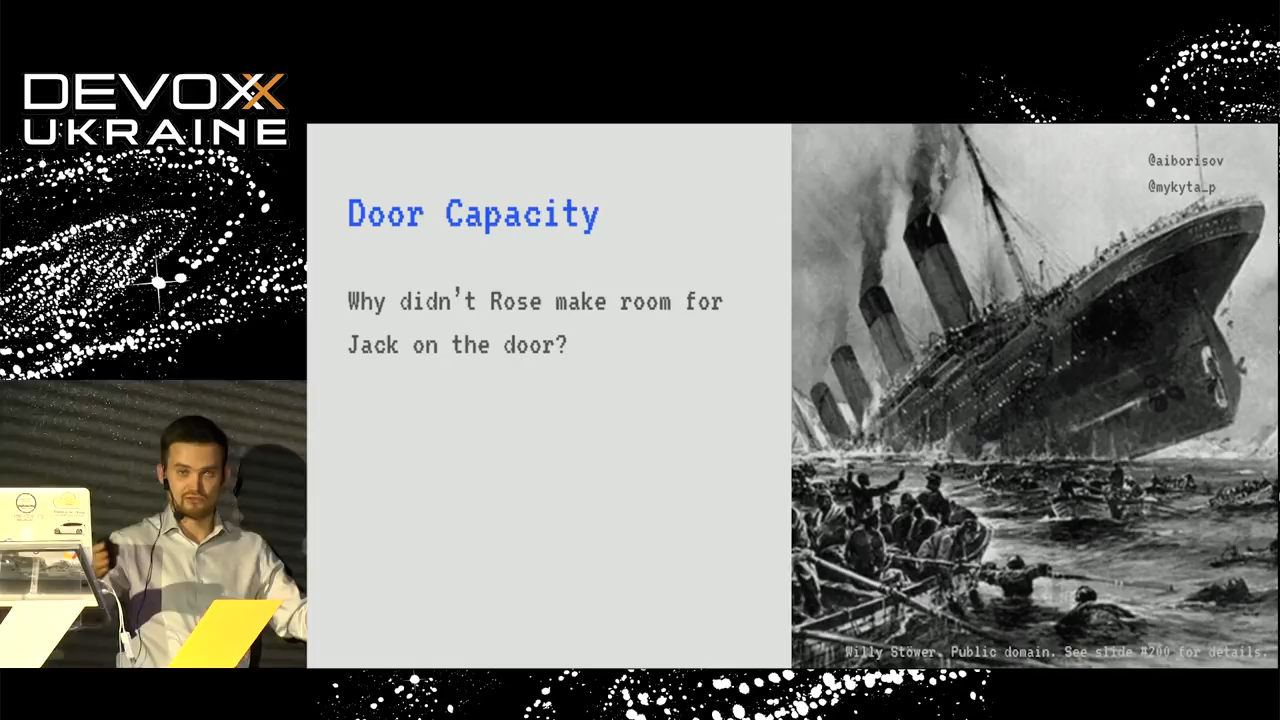 DEVOXX
UKRAINE
@aiborisov
@mykyta_p
Door Capacity
Why didn't Rose make room for
Jack on the door?
Willy Stöwer. Public domain. See slide #200 for details.